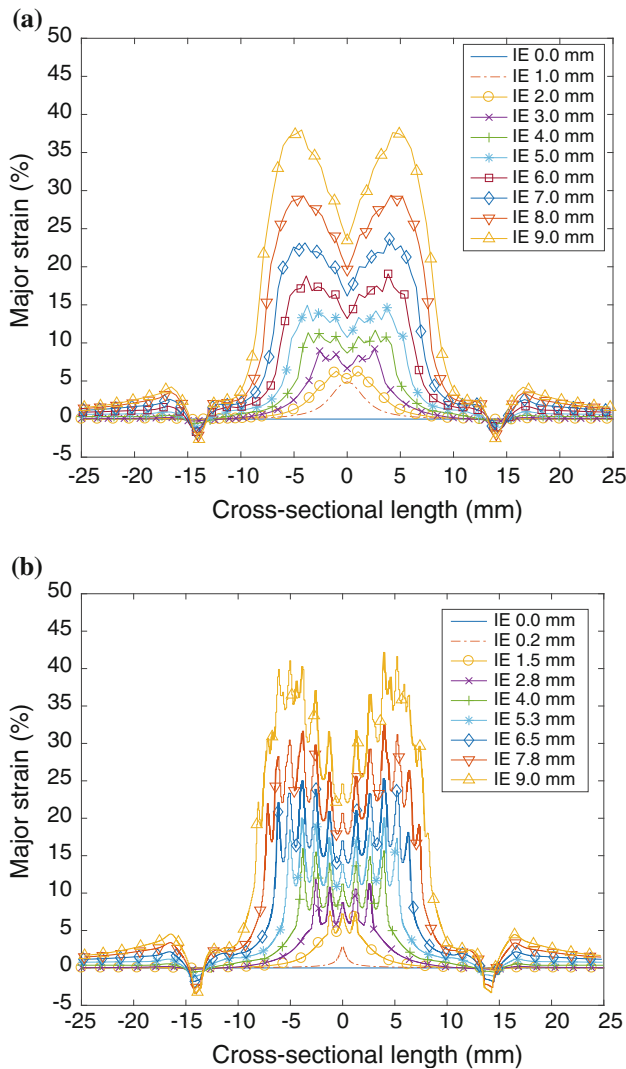 (a)
50
45
40
35
30
25
20
15
10
5
0
-5
Major strain (%)
IE 0.0 mm
IE 1.0 mm
IE 2.0 mm
IE 3.0 mm
IE 4.0 mm
IE 5.0 mm
IE 6.0 mm
IE 7.0 mm
IE 8.0 mm
IE 9.0 mm
-25 -20 -15 -10 -5 0 5 10 15 20 25
Cross-sectional length (mm)
(b)
50
45
40
35
30
25
20
15
10
5
0
-5
Major strain (%)
IE 0.0 mm
IE 0.2 mm
IE 1.5 mm
IE 2.8 mm
IE 4.0 mm
IE 5.3 mm
IE 6.5 mm
IE 7.8 mm
IE 9.0 mm
-25 -20 -15 -10 -5 0 5 10 15 20 25
Cross-sectional length (mm)